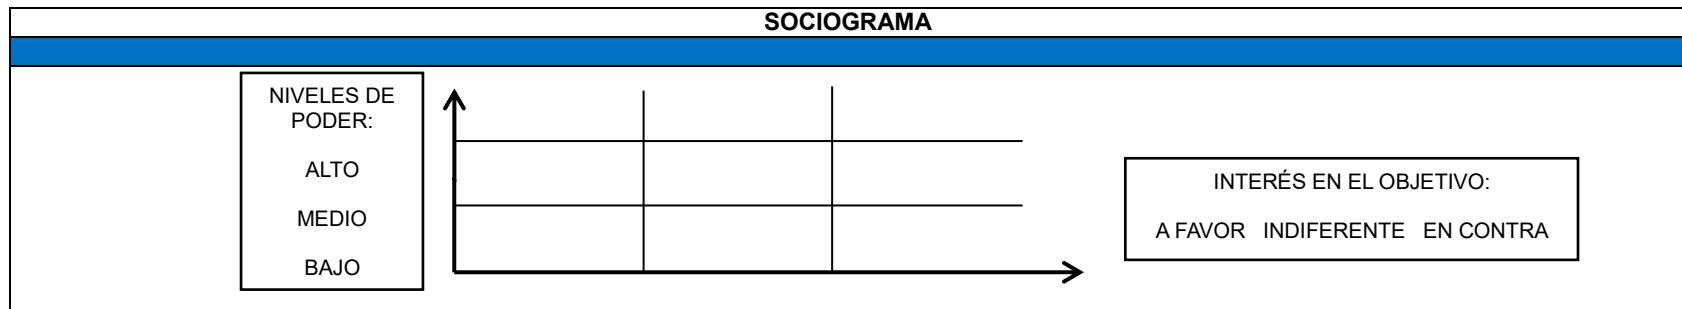 SOCIOGRAMA
NIVELES DE
PODER:
ALTO
MEDIO
BAJO
INTERÉS EN EL OBJETIVO:
A FAVOR INDIFERENTE EN CONTRA